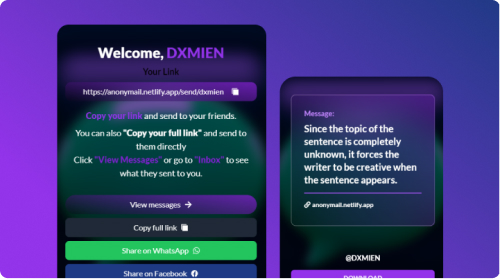 Welcome, DXMIEN
Your Link
https://anonymail.netlify.app/send/dxmien
Copy your link and send to your friends.
You can also "Copy your full link" and send to
them directly
Click "View Messages" or go to "Inbox" to see
what they sent to you.
View messages →
Copy full link
Share on WhatsApp
Share on Facebook
Message:
Since the topic of the
sentence is completely
unknown, it forces the
writer to be creative when
the sentence appears.
anonymail.netlify.app
@DXMIEN
DOWNLOAD